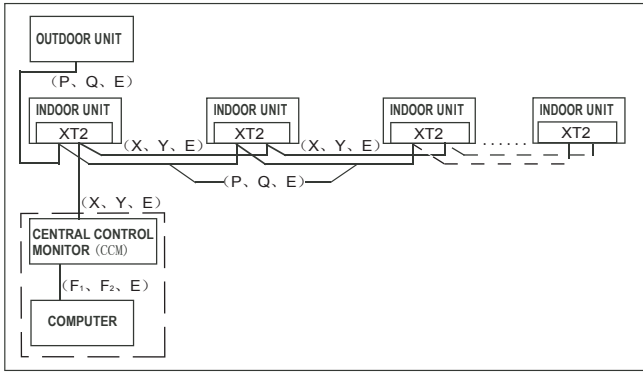 OUTDOOR UNIT
（P、Q、E）
INDOOR UNIT INDOOR UNIT INDOOR UNIT INDOOR UNIT
XT2 XT2 XT2 ...... XT2
（X、Y、E） （X、Y、E）
（P、Q、E）
（X、Y、E）
CENTRAL CONTROL
MONITOR (CCM)
（F₁、F₂、E）
COMPUTER